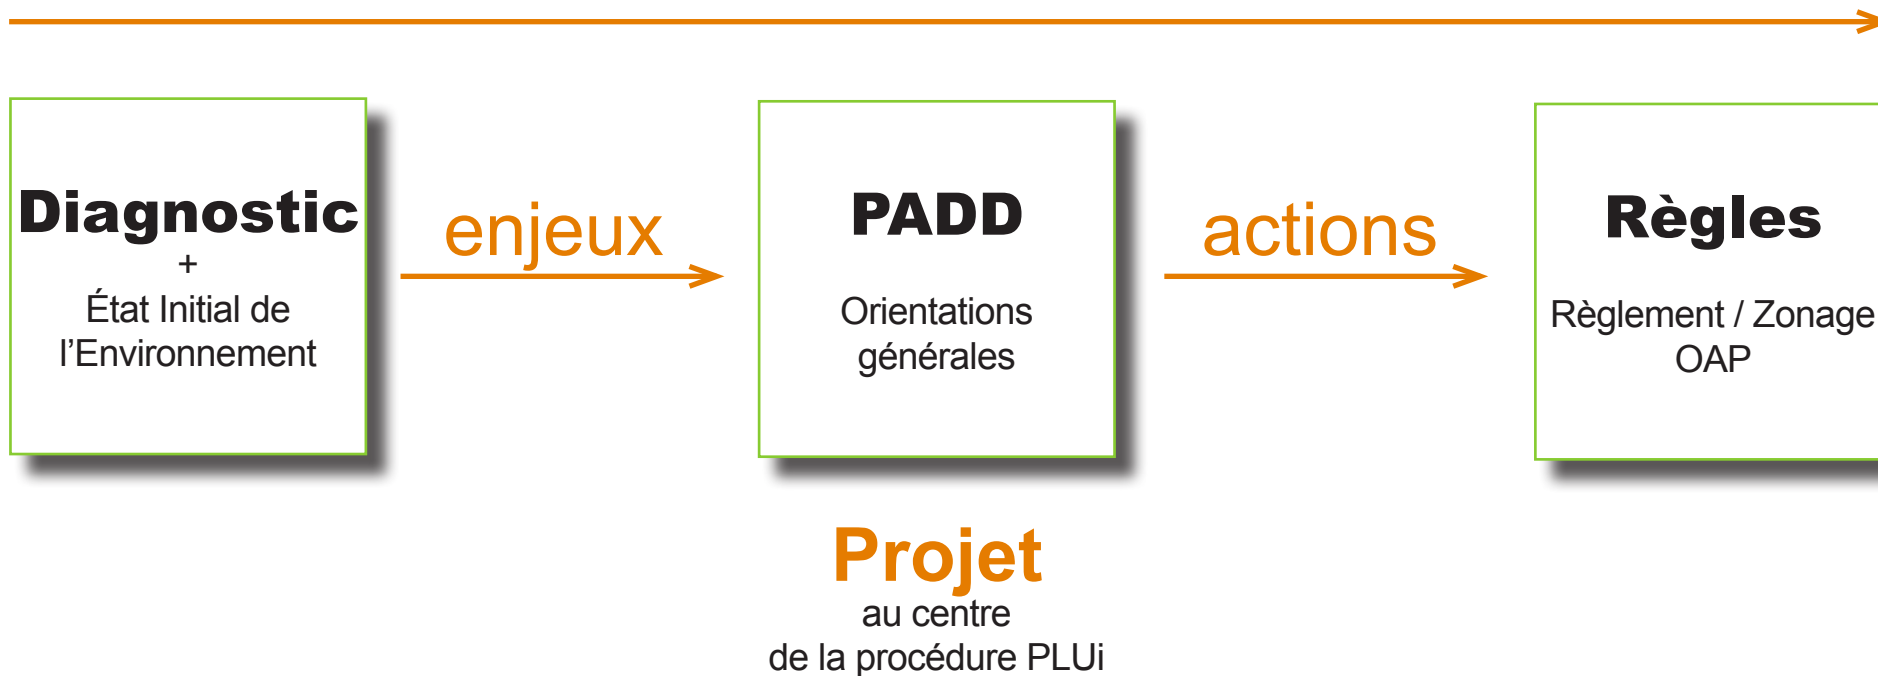 Diagnostic
+
État Initial de
l’Environnement
enjeux
PADD
Orientations
générales
actions
Règles
Règlement / Zonage
OAP
Projet
au centre
de la procédure PLUi